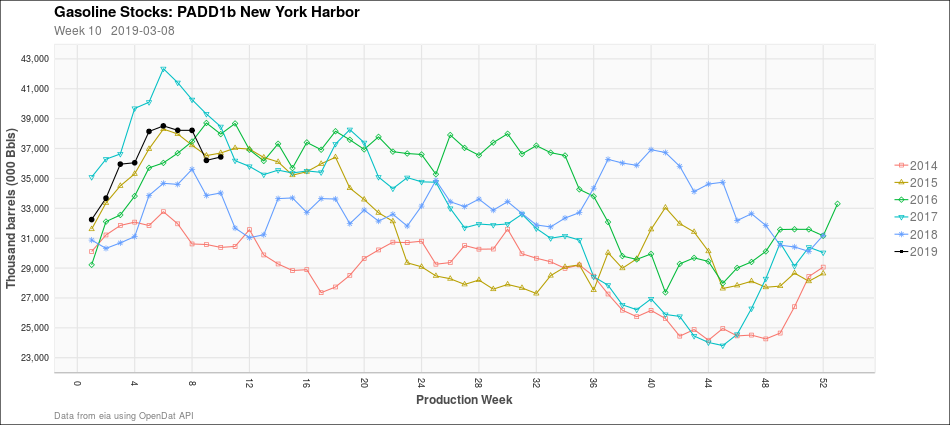 Gasoline Stocks: PADD1b New York Harbor
Week 10 2019-03-08
Thousand barrels (000 Bbls)
43,000
41,000
39,000
37,000
35,000
33,000
31,000
29,000
27,000
25,000
23,000
0 4 8 12 16 20 24 28 32 36 40 44 48 52
Production Week
2014
2015
2016
2017
2018
2019
Data from eia using OpenDat API